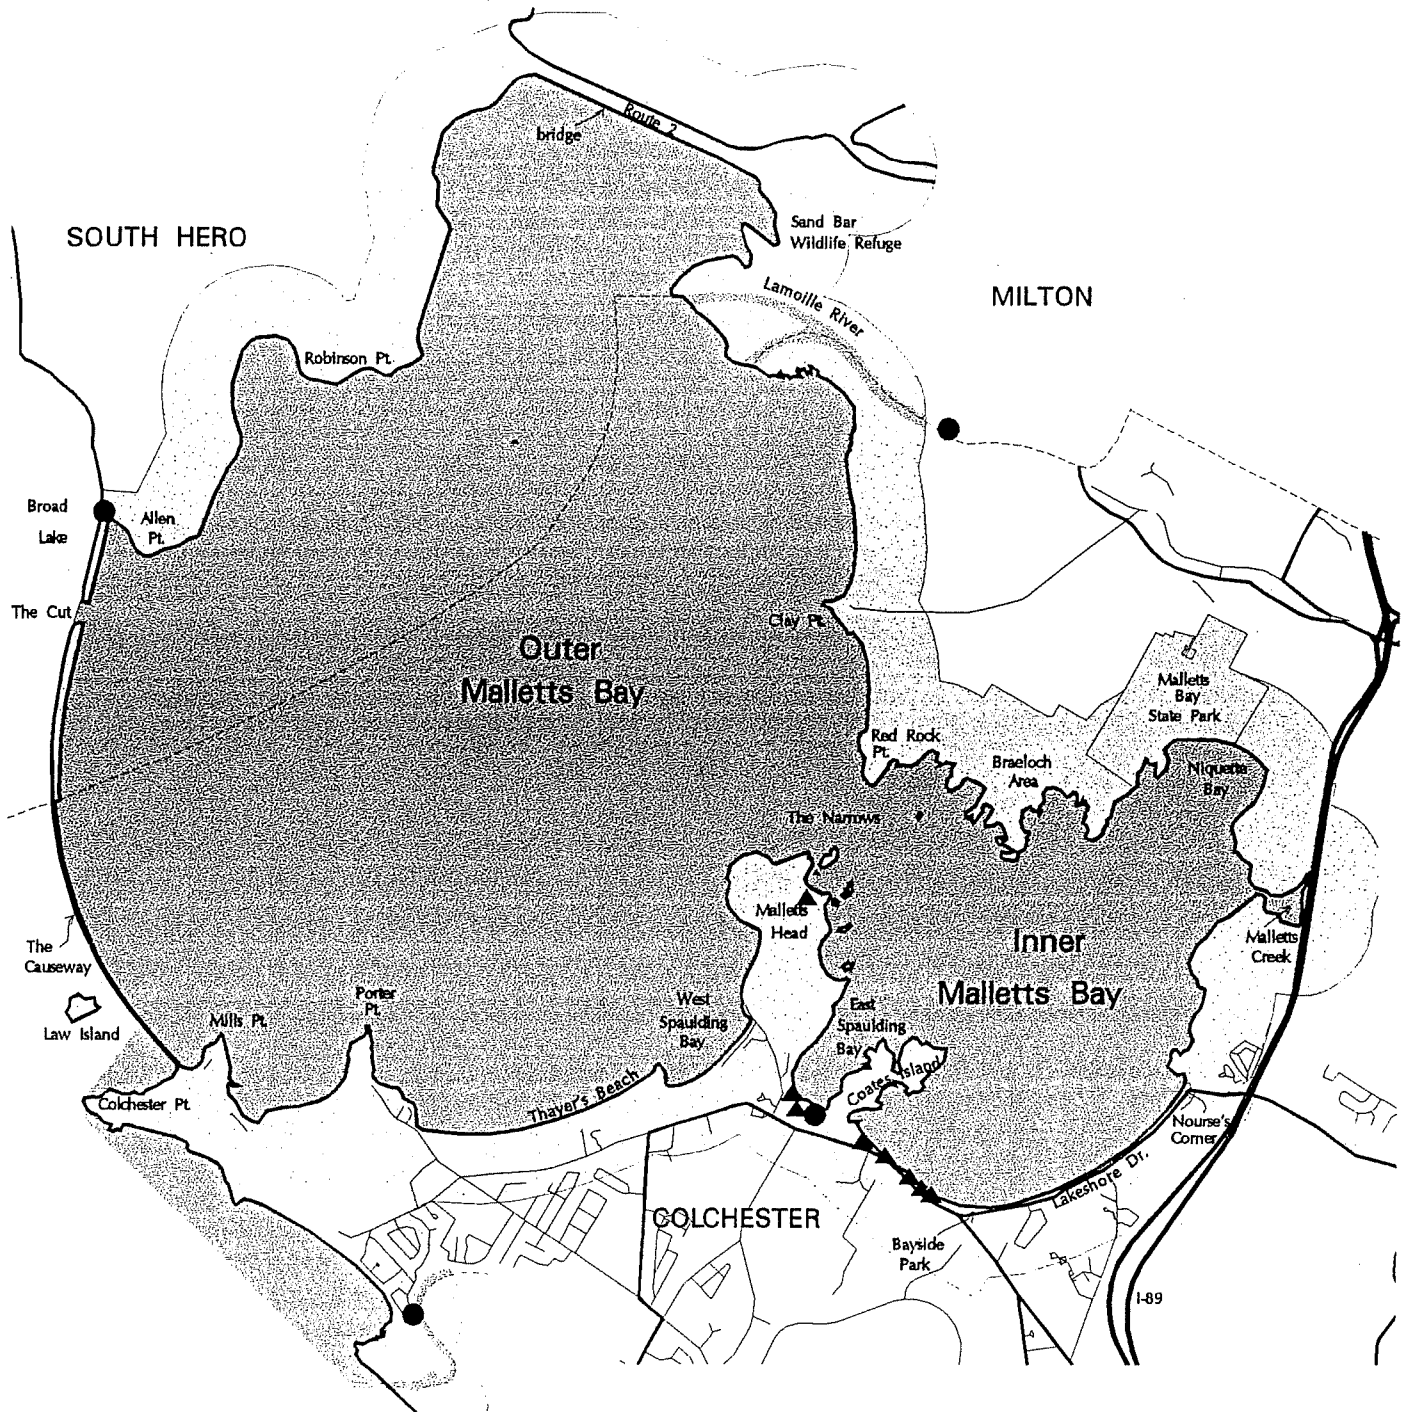 Route 2
bridge
Sand Bar
Wildlife Refuge
SOUTH HERO
MILTON
Lamoille River
Robinson Pt.
Broad
Lake
Allen
Pt.
The Cut
Clay Pt.
Outer
Malletts Bay
Malletts
Bay
State Park
Red Rock
Pt.
Braeloch
Area
Niquette
Bay
The Narrows
Malletts
Head
Inner
Malletts Bay
Malletts
Creek
The
Causeway
Law Island
Mills Pt.
Porter
Pt.
West
Spaulding
Bay
East
Spaulding
Bay
Coates Island
Colchester Pt.
Thayer's Beach
Nourse's
Corner
Lakeshore Dr.
COLCHESTER
Bayside
Park
I-89